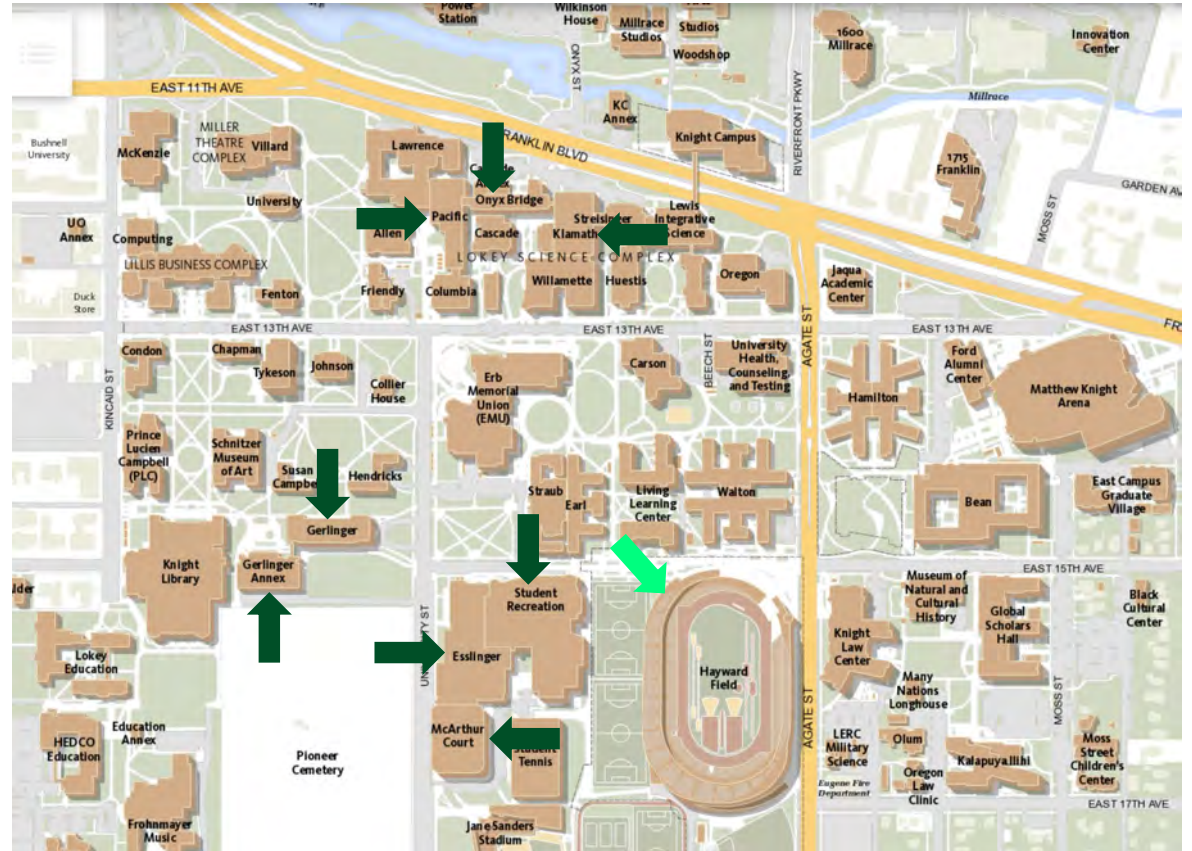 Power
Station
Wilkinson
House
Millrace
Studios
Studios
Woodshop
1600
Millrace
Innovation
Center
ONYX ST
EAST 11TH AVE
KC
Annex
Knight Campus
RIVERFRONT PKWY
Millrace
Bushnell
University
McKenzie
MILLER
THEATRE
COMPLEX
Villard
Lawrence
RANKLIN BLVD
1715
Franklin
GARDEN AV
MOSS ST
University
Onyx Bridge
Pacific
Allen
Cascade
Streisinger
Klamath
Lewis
Integrative
Science
UO
Annex
Computing
LILLIS BUSINESS COMPLEX
LOKEY SCIENCE COMPLEX
Duck
Store
Fenton
Friendly
Columbia
Willamette
Huestis
Oregon
Jaqua
Academic
Center
AGATE ST
EAST 13TH AVE
EAST 13TH AVE
EAST 13TH AVE
FR
KINCAID ST
Condon
Chapman
Tykeson
Johnson
Collier
House
Erb
Memorial
Union
(EMU)
Carson
BEECH ST
University
Health,
Counseling,
and Testing
Hamilton
Ford
Alumni
Center
Matthew Knight
Arena
Prince
Lucien
Campbell
(PLC)
Schnitzer
Museum
of Art
Susan
Campbe
Hendricks
Straub
Earl
Living
Learning
Center
Walton
Bean
East Campus
Graduate
Village
Gerlinger
Knight
Library
Gerlinger
Annex
Student
Recreation
EAST 15TH AVE
Museum of
Natural and
Cultural
History
Global
Scholars
Hall
Black
Cultural
Center
lder
Lokey
Education
Esslinger
Hayward
Field
Knight
Law
Center
Many
Nations
Longhouse
MOSS ST
AGATE ST
HEDCO
Education
Education
Annex
Pioneer
Cemetery
McArthur
Court
Student
Tennis
LERC
Military
Science
Eugene Fire
Department
Olum
Oregon
Law
Clinic
Kalapuya Ilihi
Moss
Street
Children's
Center
EAST 17TH AVE
Frohnmayer
Music
Jane Sanders
Stadium